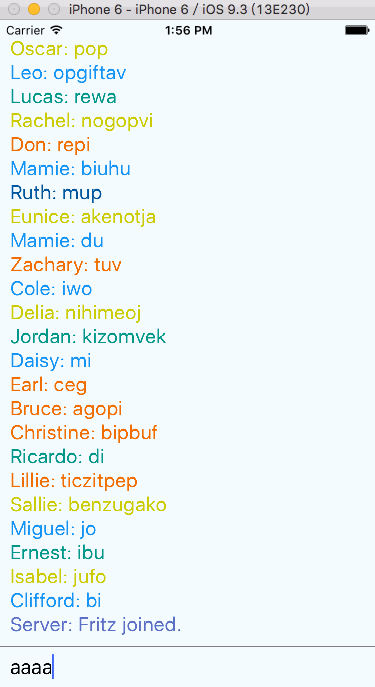 iPhone 6 - iPhone 6 / iOS 9.3 (13E230)
Carrier 1:56 PM
Oscar: pop
Leo: opgiftav
Lucas: rewa
Rachel: nogopvi
Don: repi
Mamie: biuhu
Ruth: mup
Eunice: akenotja
Mamie: du
Zachary: tuv
Cole: iwo
Delia: nihimeoj
Jordan: kizomvek
Daisy: mi
Earl: ceg
Bruce: agopi
Christine: bipbuf
Ricardo: di
Lillie: ticzitpep
Sallie: benzugako
Miguel: jo
Ernest: ibu
Isabel: jufo
Clifford: bi
Server: Fritz joined.
aaaa